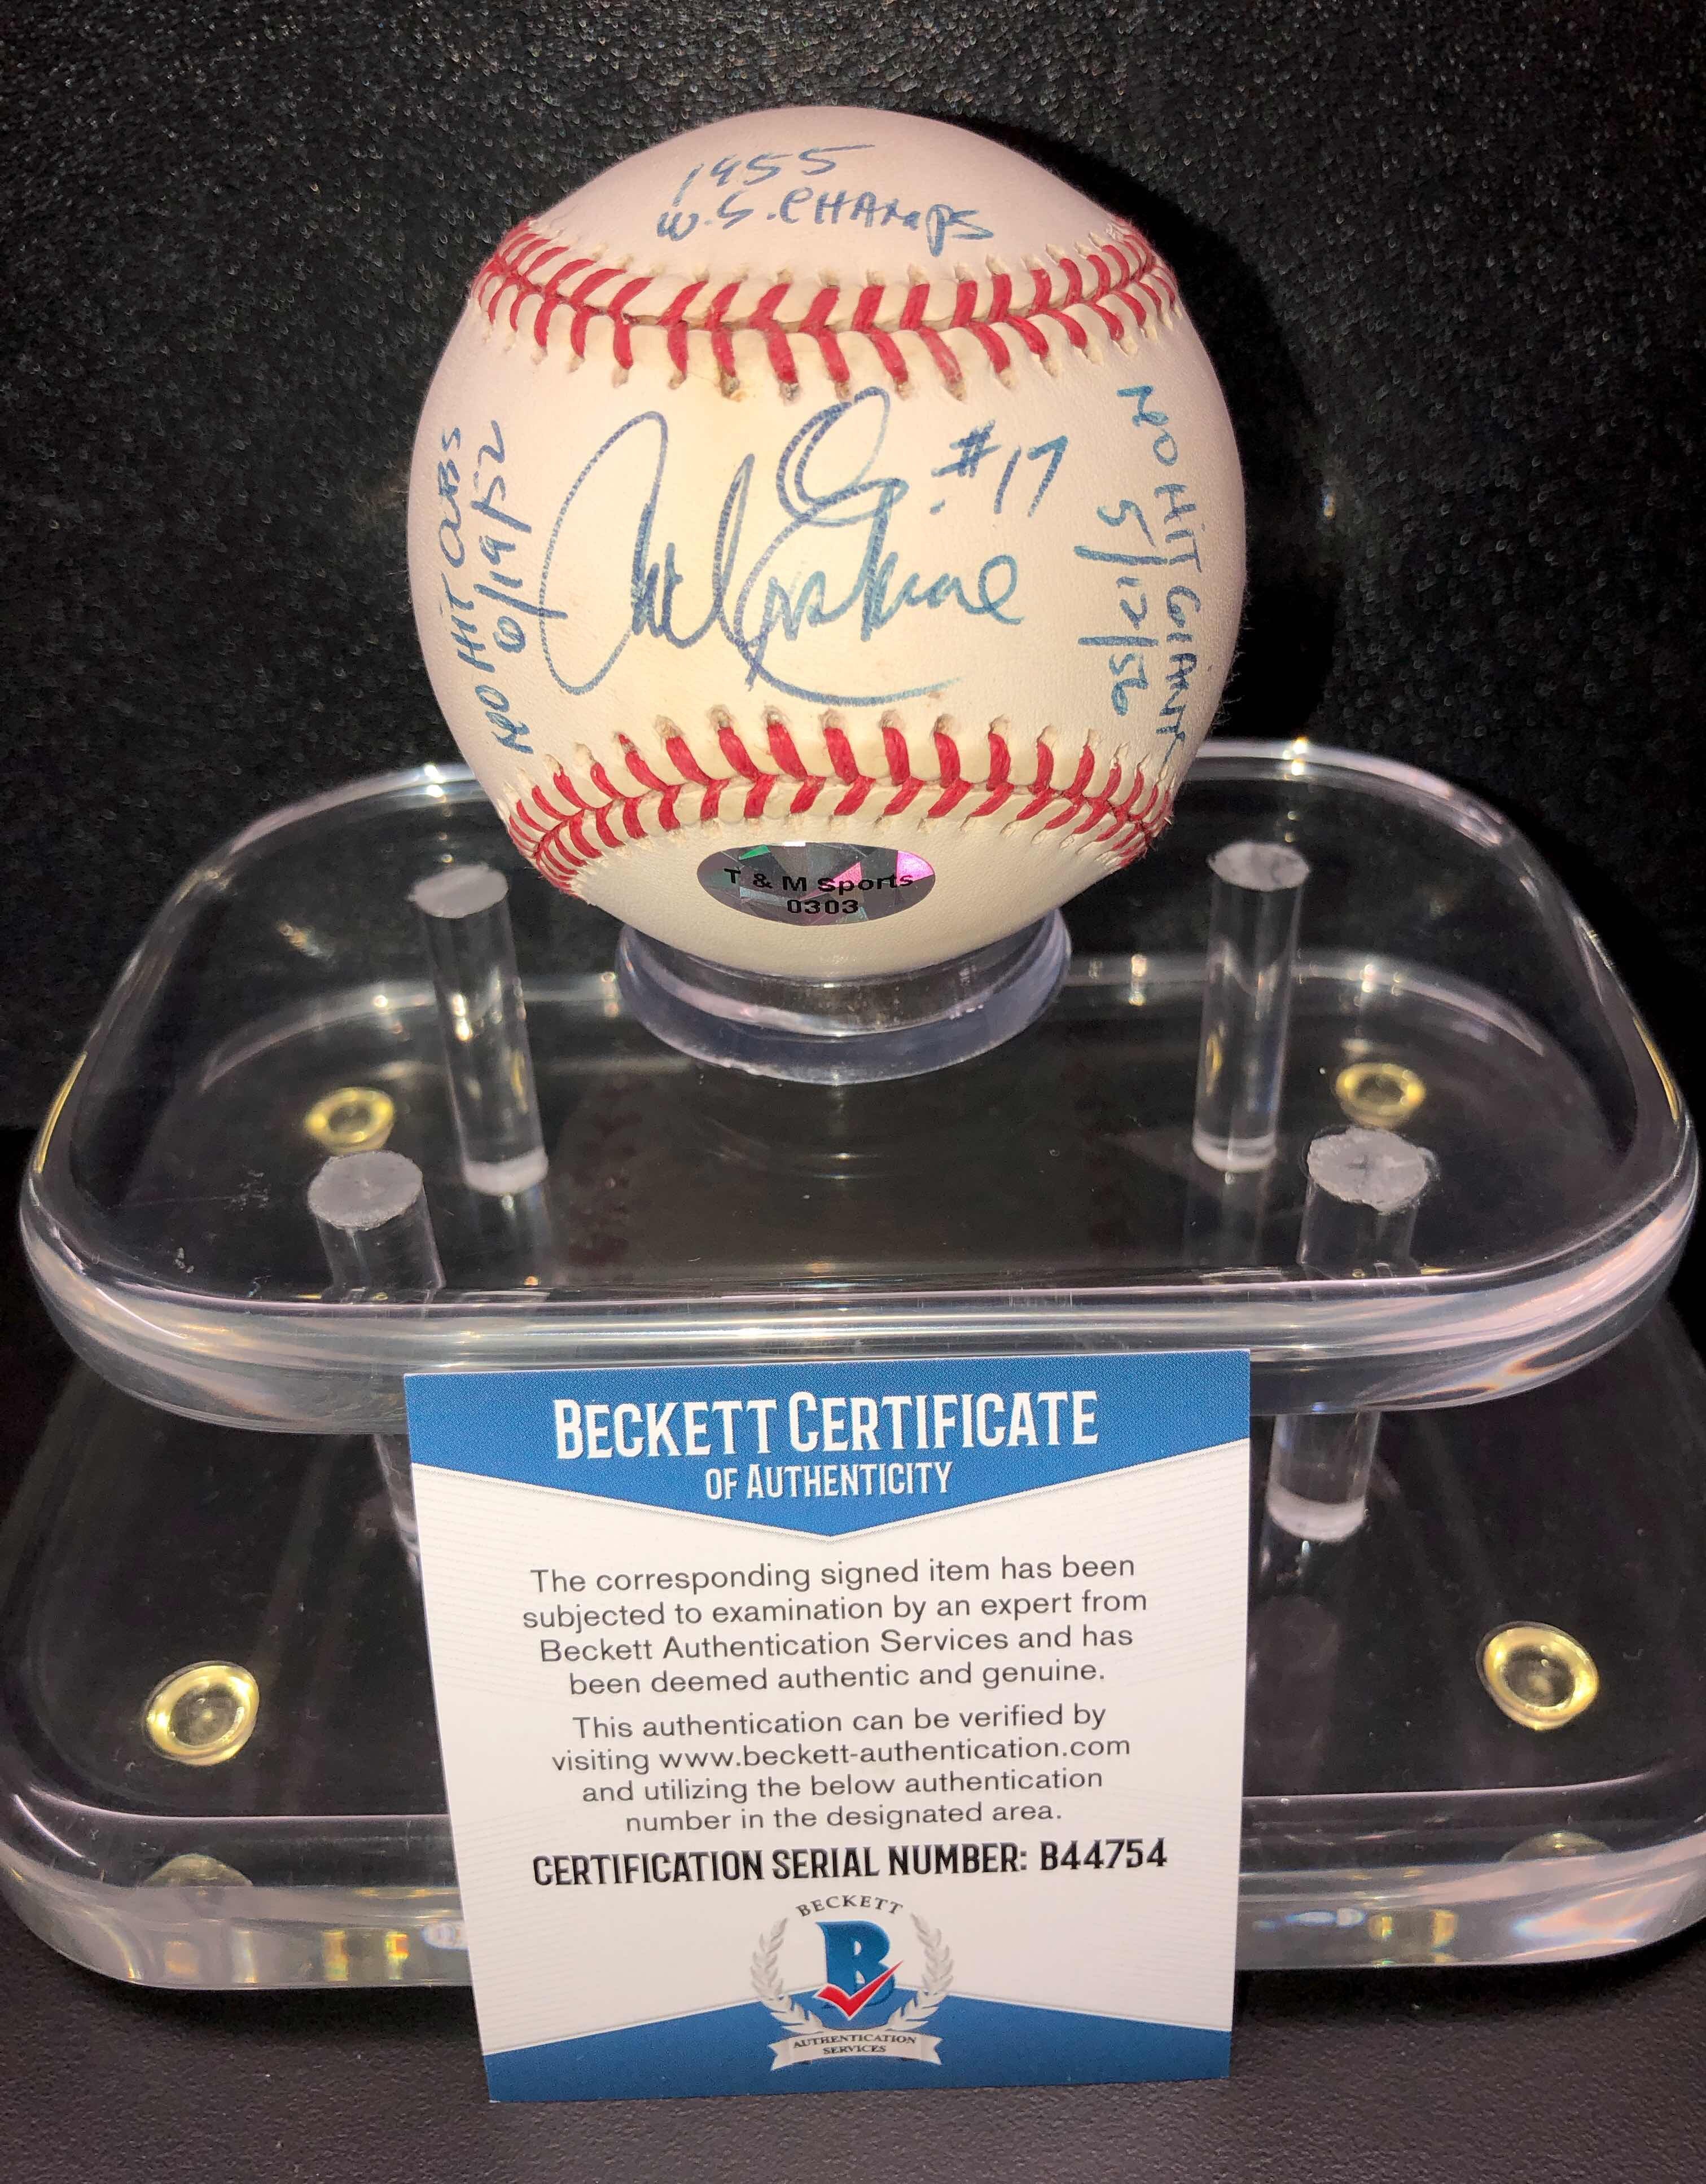 1955
W.S. CHAMPS
NO HIT CUBS
6/19/52
Carl Erskine #17
NO HIT GIANTS
5/12/56
T & M Sports
0303
BECKETT CERTIFICATE
OF AUTHENTICITY
The corresponding signed item has been
subjected to examination by an expert from
Beckett Authentication Services and has
been deemed authentic and genuine.
This authentication can be verified by
visiting www.beckett-authentication.com
and utilizing the below authentication
number in the designated area.
CERTIFICATION SERIAL NUMBER: B44754
BECKETT
B
AUTHENTICATION
SERVICES